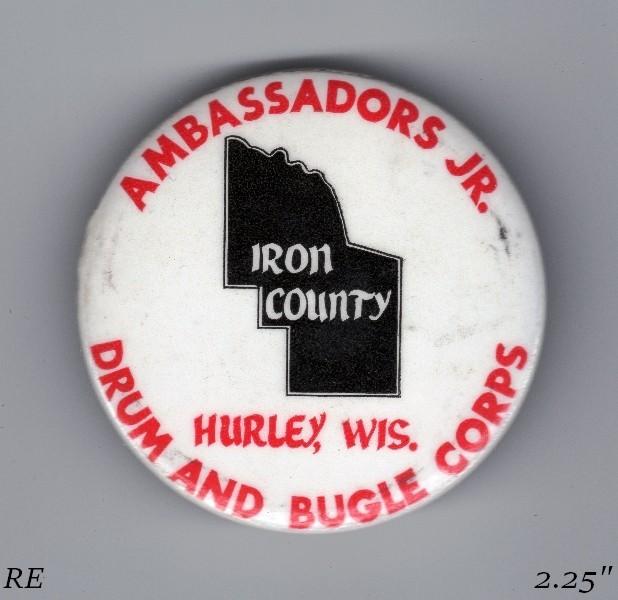 AMBASSADORS JR.
IRON
COUNTY
HURLEY, WIS.
DRUM AND BUGLE CORPS
RE
2.25"